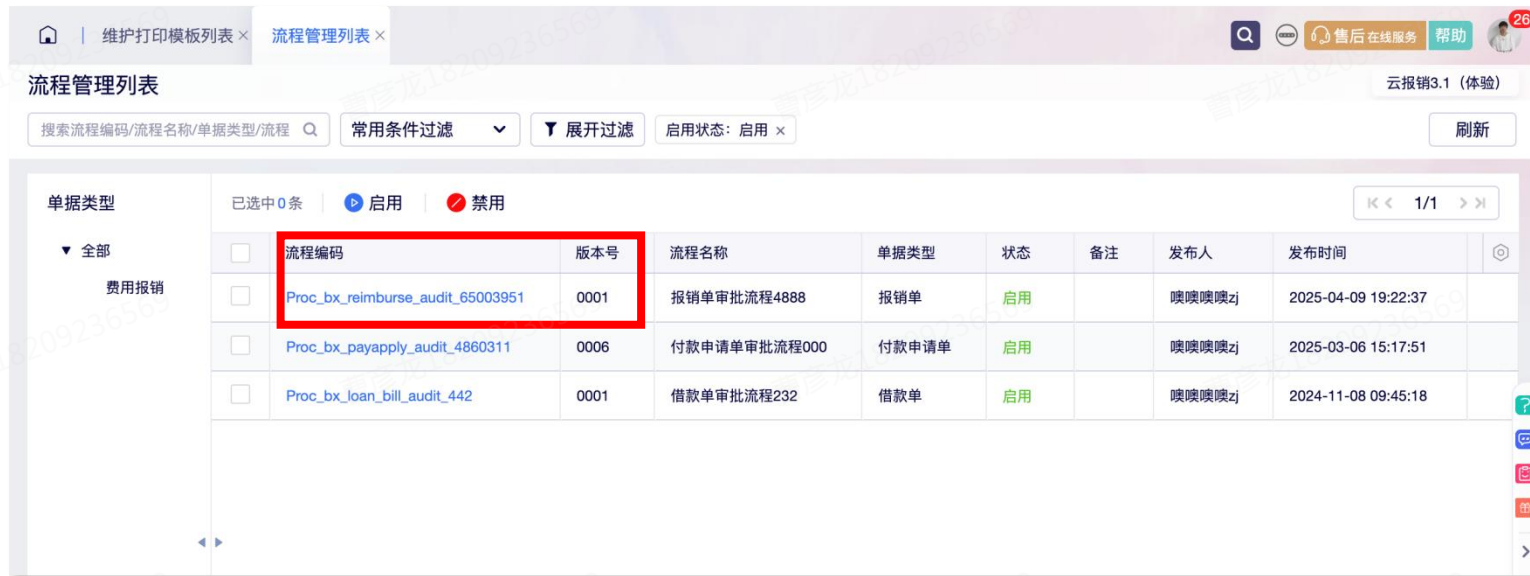 维护打印模板列表× 流程管理列表× 售后在线服务 帮助 26
流程管理列表 云报销3.1（体验）
搜索流程编码/流程名称/单据类型/流程 常用条件过滤 展开过滤 启用状态：启用 × 刷新
单据类型 已选中0条 启用 禁用 1/1
全部 流程编码 版本号 流程名称 单据类型 状态 备注 发布人 发布时间
费用报销 Proc_bx_reimburse_audit_65003951 0001 报销单审批流程4888 报销单 启用 噢噢噢噢zj 2025-04-09 19:22:37
Proc_bx_payapply_audit_4860311 0006 付款申请单审批流程000 付款申请单 启用 噢噢噢噢zj 2025-03-06 15:17:51
Proc_bx_loan_bill_audit_442 0001 借款单审批流程232 借款单 启用 噢噢噢噢zj 2024-11-08 09:45:18